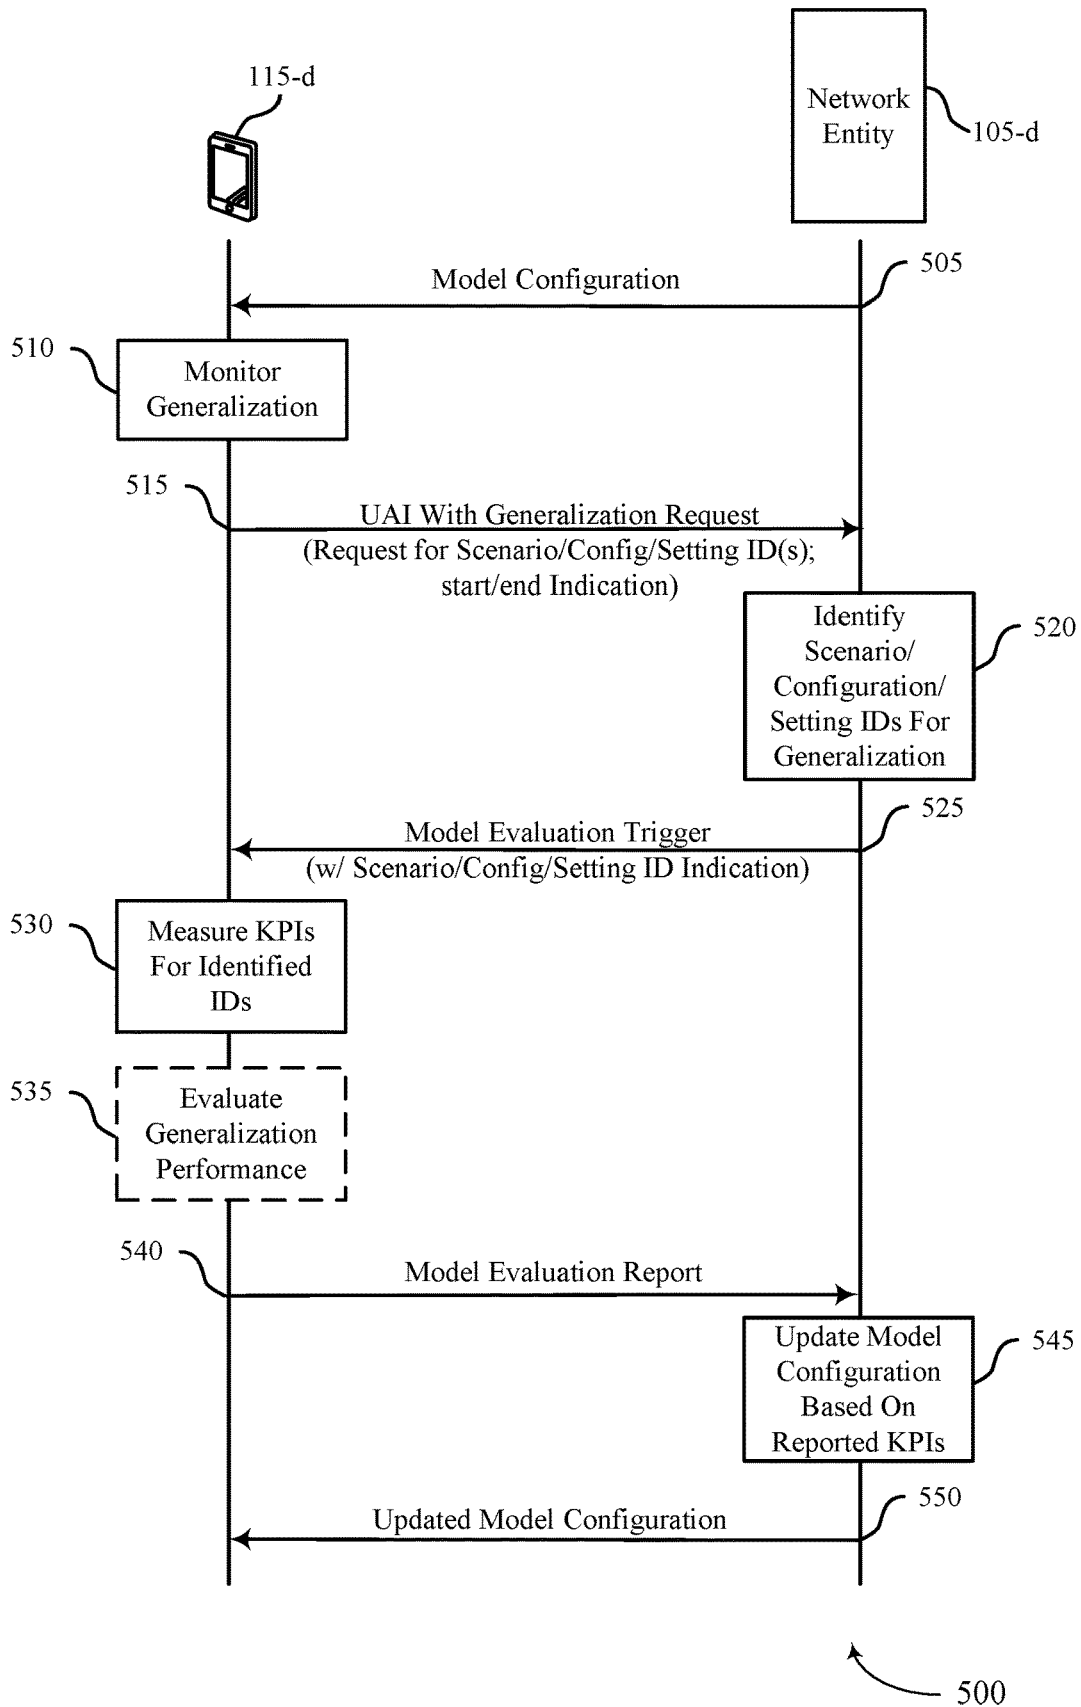 115-d
Network
Entity
105-d
505
Model Configuration
510
Monitor
Generalization
515
UAI With Generalization Request
(Request for Scenario/Config/Setting ID(s);
start/end Indication)
Identify
Scenario/
Configuration/
Setting IDs For
Generalization
520
525
Model Evaluation Trigger
(w/ Scenario/Config/Setting ID Indication)
530
Measure KPIs
For Identified
IDs
535
Evaluate
Generalization
Performance
540
Model Evaluation Report
Update Model
Configuration
Based On
Reported KPIs
545
550
Updated Model Configuration
500